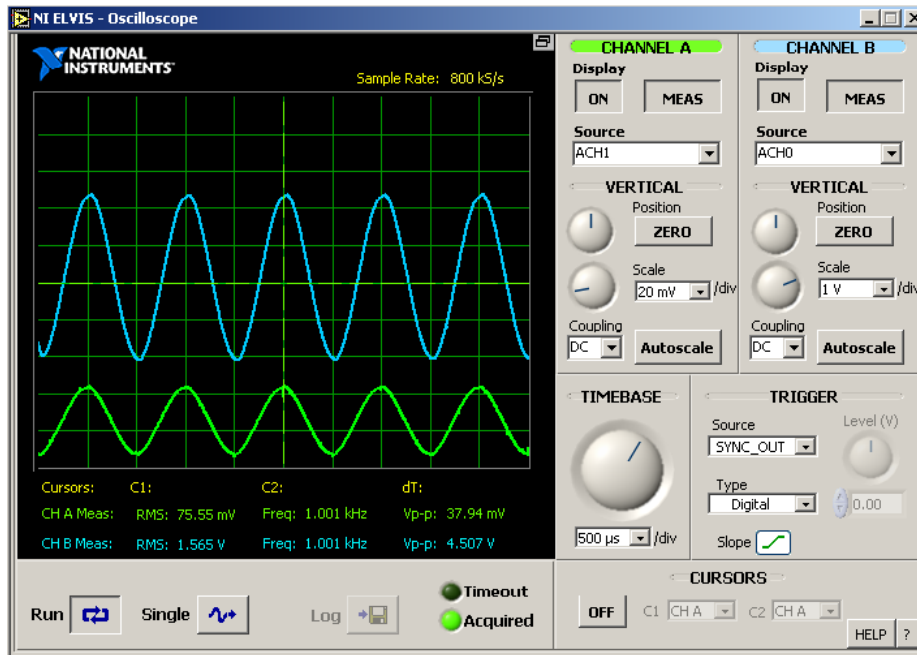 NI ELVIS - Oscilloscope
NATIONAL
INSTRUMENTS
Sample Rate: 800 kS/s
Cursors: C1: C2: dT:
CH A Meas: RMS: 75.55 mV Freq: 1.001 kHz Vp-p: 37.94 mV
CH B Meas: RMS: 1.565 V Freq: 1.001 kHz Vp-p: 4.507 V
CHANNEL A
Display
ON MEAS
Source
ACH1
VERTICAL
Position
ZERO
Scale
20 mV /div
Coupling
DC Autoscale
CHANNEL B
Display
ON MEAS
Source
ACH0
VERTICAL
Position
ZERO
Scale
1 V /div
Coupling
DC Autoscale
TIMEBASE
500 µs /div
TRIGGER
Source Level (V)
SYNC_OUT
Type
Digital 0.00
Slope
Run Single Log
Timeout
Acquired
CURSORS
OFF C1 CH A C2 CH A
HELP ?